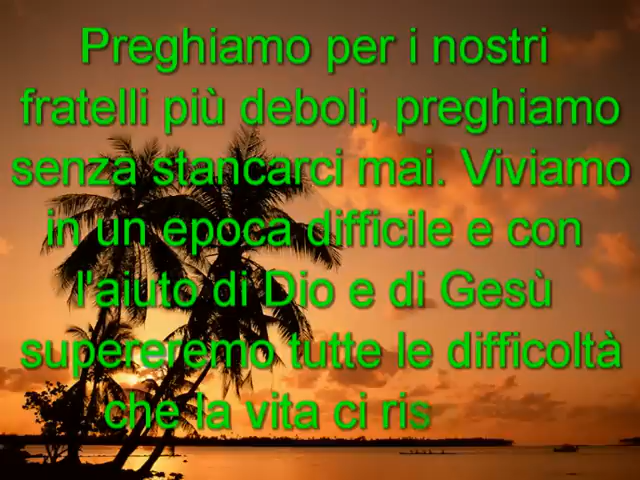 Preghiamo per i nostri
fratelli più deboli, preghiamo
senza stancarci mai. Viviamo
in un epoca difficile e con
l'aiuto di Dio e di Gesù
supereremo tutte le difficoltà
che la vita ci ris